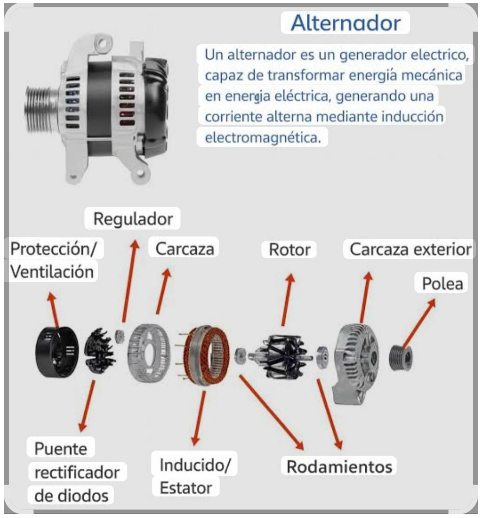 Alternador
Un alternador es un generador electrico,
capaz de transformar energía mecánica
en energia eléctrica, generando una
corriente alterna mediante inducción
electromagnética.
Regulador
Protección/
Ventilación
Carcaza
Rotor
Carcaza exterior
Polea
Puente
rectificador
de diodos
Inducido/
Estator
Rodamientos